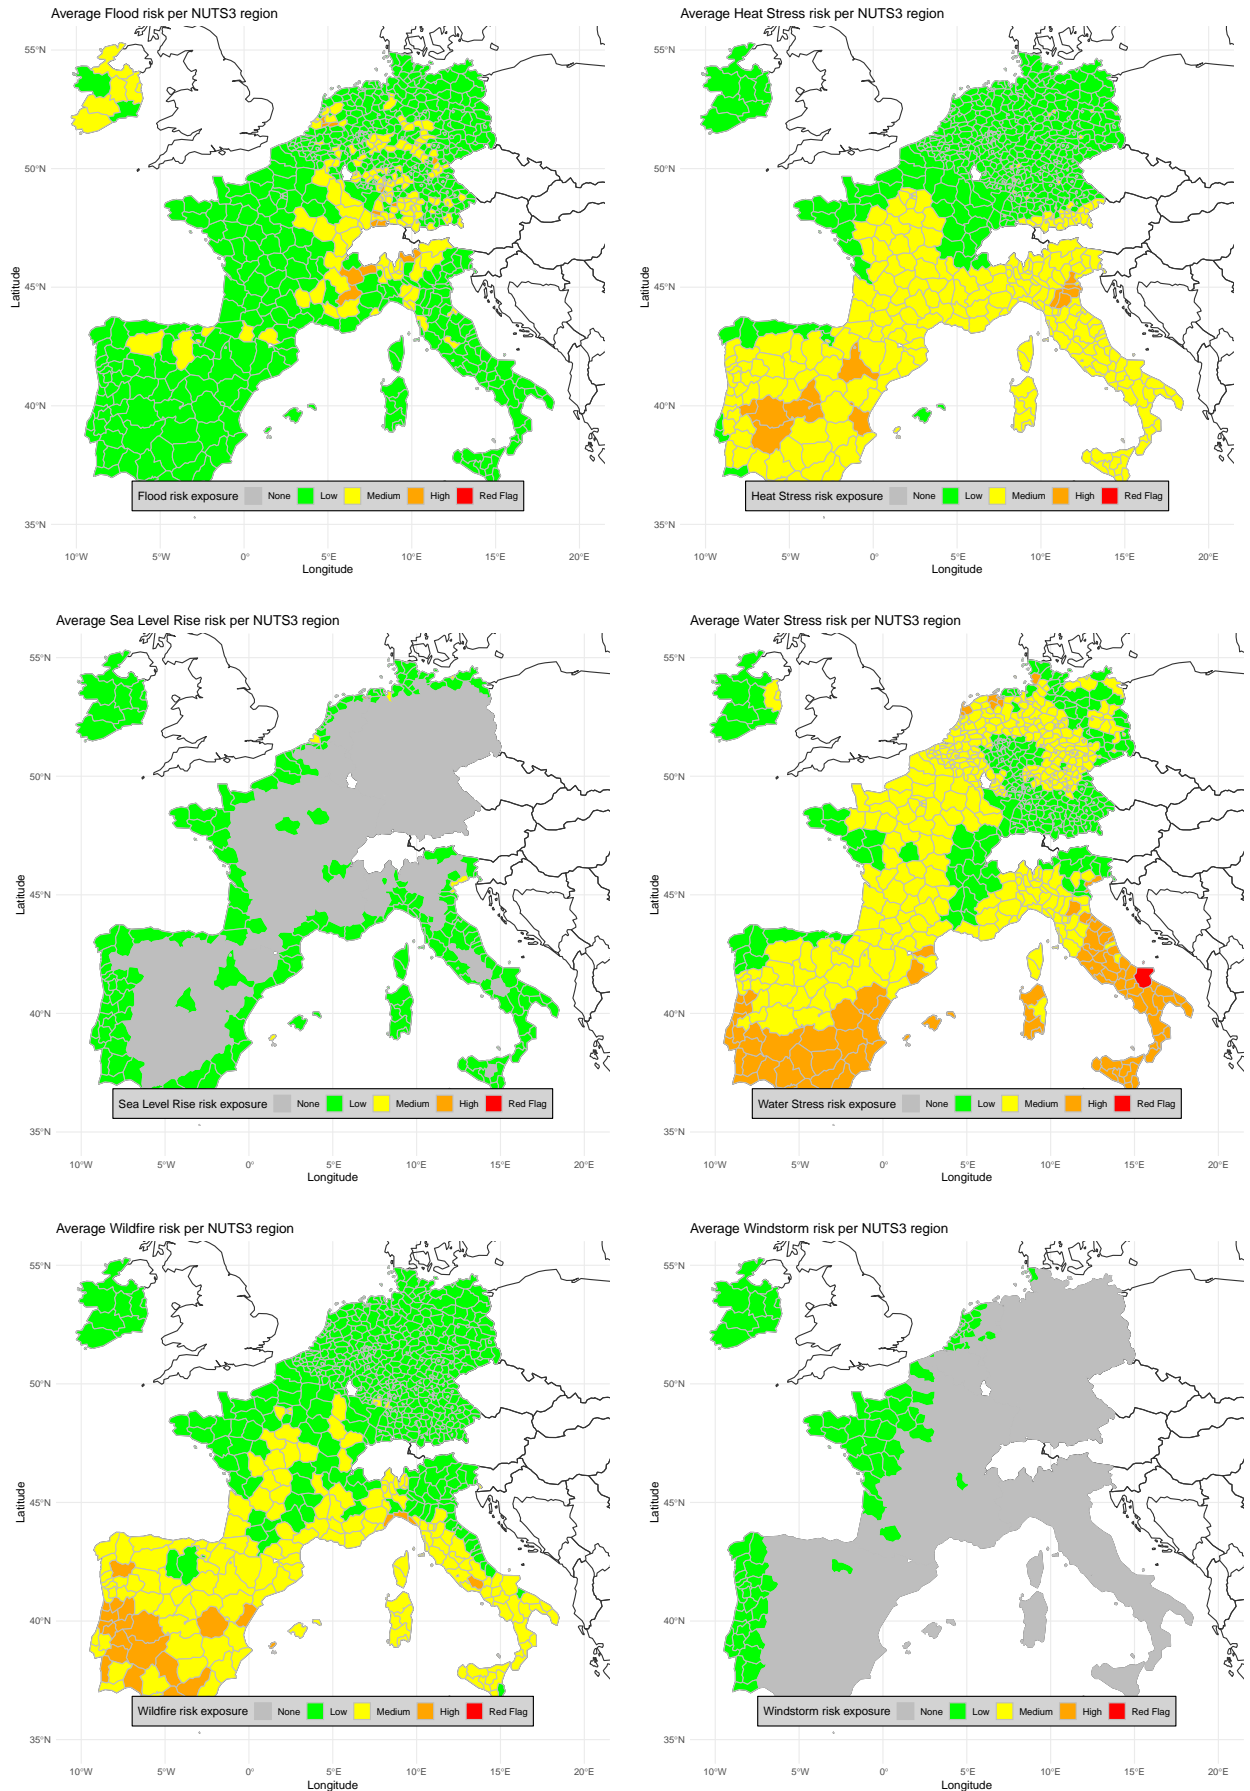 Average Flood risk per NUTS3 region
55°N
50°N
45°N
40°N
35°N
Latitude
Flood risk exposure None Low Medium High Red Flag
10°W 5°W 0° 5°E 10°E 15°E 20°E
Longitude
Average Heat Stress risk per NUTS3 region
55°N
50°N
45°N
40°N
35°N
Latitude
Heat Stress risk exposure None Low Medium High Red Flag
10°W 5°W 0° 5°E 10°E 15°E 20°E
Longitude
Average Sea Level Rise risk per NUTS3 region
55°N
50°N
45°N
40°N
35°N
Latitude
Sea Level Rise risk exposure None Low Medium High Red Flag
10°W 5°W 0° 5°E 10°E 15°E 20°E
Longitude
Average Water Stress risk per NUTS3 region
55°N
50°N
45°N
40°N
35°N
Latitude
Water Stress risk exposure None Low Medium High Red Flag
10°W 5°W 0° 5°E 10°E 15°E 20°E
Longitude
Average Wildfire risk per NUTS3 region
55°N
50°N
45°N
40°N
35°N
Latitude
Wildfire risk exposure None Low Medium High Red Flag
10°W 5°W 0° 5°E 10°E 15°E 20°E
Longitude
Average Windstorm risk per NUTS3 region
55°N
50°N
45°N
40°N
35°N
Latitude
Windstorm risk exposure None Low Medium High Red Flag
10°W 5°W 0° 5°E 10°E 15°E 20°E
Longitude